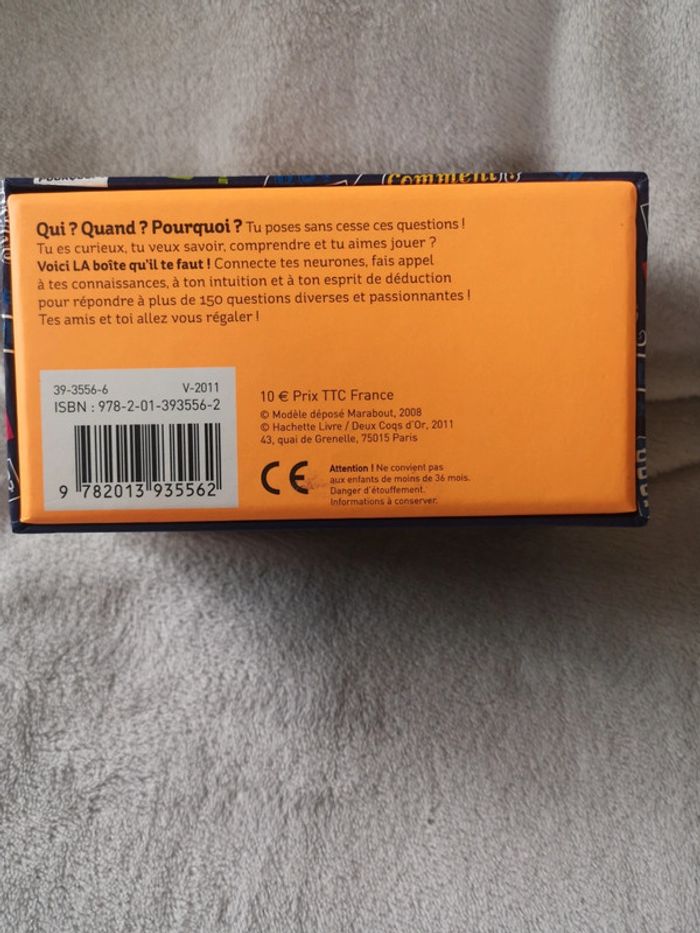 Comment ?
Qui ? Quand ? Pourquoi ? Tu poses sans cesse ces questions !
Tu es curieux, tu veux savoir, comprendre et tu aimes jouer ?
Voici LA boîte qu'il te faut ! Connecte tes neurones, fais appel
à tes connaissances, à ton intuition et à ton esprit de déduction
pour répondre à plus de 150 questions diverses et passionnantes !
Tes amis et toi allez vous régaler !
39-3556-6 V-2011
ISBN : 978-2-01-393556-2
9 782013 935562
10 € Prix TTC France
© Modèle déposé Marabout, 2008
© Hachette Livre / Deux Coqs d'Or, 2011
43, quai de Grenelle, 75015 Paris
CE
Attention ! Ne convient pas
aux enfants de moins de 36 mois.
Danger d'étouffement.
Informations à conserver.